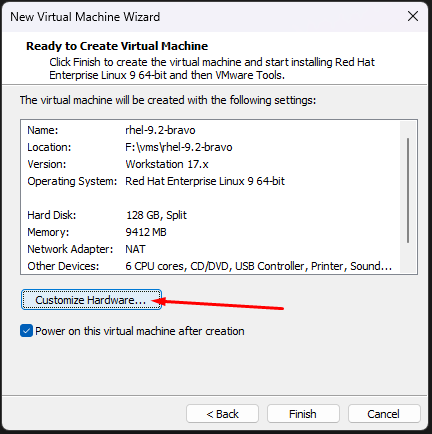 New Virtual Machine Wizard
Ready to Create Virtual Machine
Click Finish to create the virtual machine and start installing Red Hat
Enterprise Linux 9 64-bit and then VMware Tools.
The virtual machine will be created with the following settings:
Name: rhel-9.2-bravo
Location: F:\vms\rhel-9.2-bravo
Version: Workstation 17.x
Operating System: Red Hat Enterprise Linux 9 64-bit
Hard Disk: 128 GB, Split
Memory: 9412 MB
Network Adapter: NAT
Other Devices: 6 CPU cores, CD/DVD, USB Controller, Printer, Sound...
Customize Hardware...
Power on this virtual machine after creation
< Back Finish Cancel